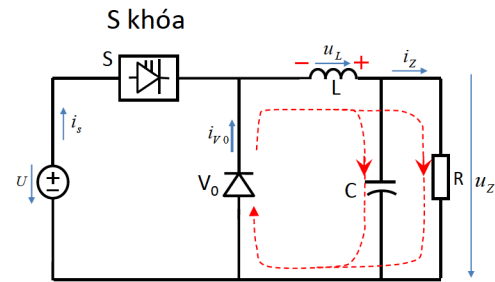 S khóa
S
− u_L +
i_Z
L
i_s
i_V0
U
+
−
V₀
C
R
u_Z